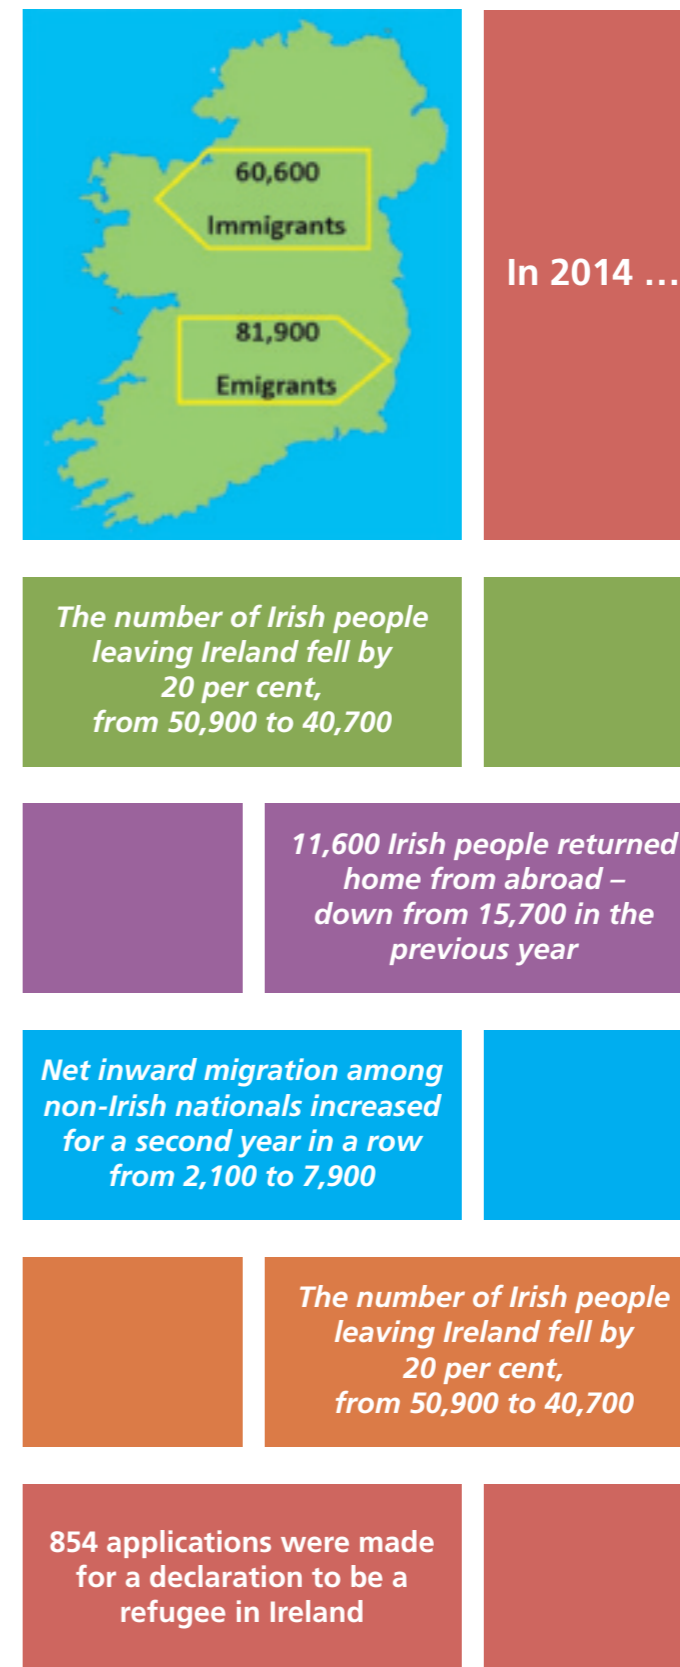 60,600
Immigrants
81,900
Emigrants
In 2014 ...
The number of Irish people
leaving Ireland fell by
20 per cent,
from 50,900 to 40,700
11,600 Irish people returned
home from abroad –
down from 15,700 in the
previous year
Net inward migration among
non-Irish nationals increased
for a second year in a row
from 2,100 to 7,900
The number of Irish people
leaving Ireland fell by
20 per cent,
from 50,900 to 40,700
854 applications were made
for a declaration to be a
refugee in Ireland